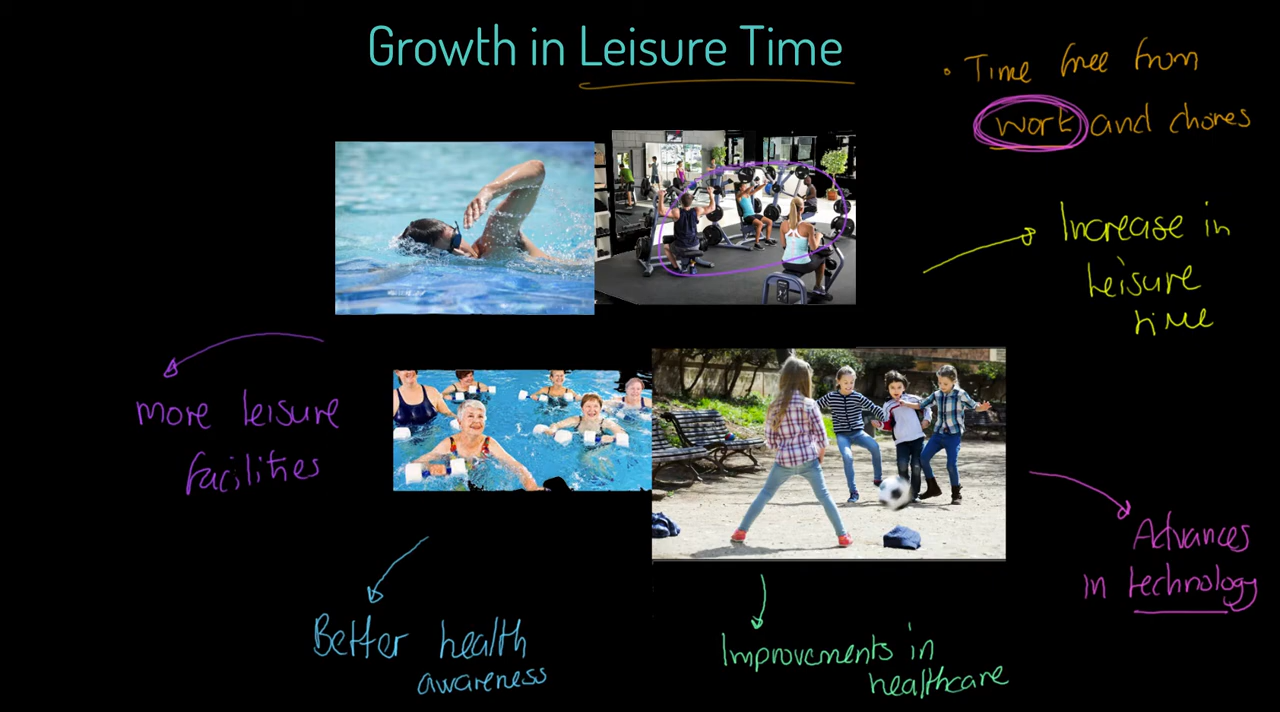 Growth in Leisure Time
• Time free from
work and chores
Increase in
leisure
time
more leisure
facilities
Advances
in technology
Better health
awareness
Improvements in
healthcare